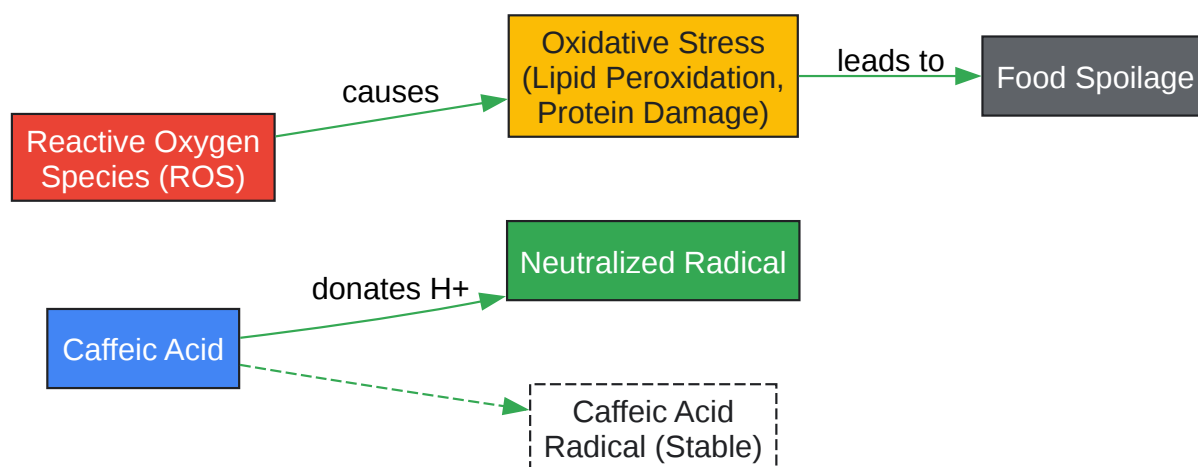 Reactive Oxygen
Species (ROS)
causes
Oxidative Stress
(Lipid Peroxidation,
Protein Damage)
leads to
Food Spoilage
Caffeic Acid
donates H+
Neutralized Radical
Caffeic Acid
Radical (Stable)